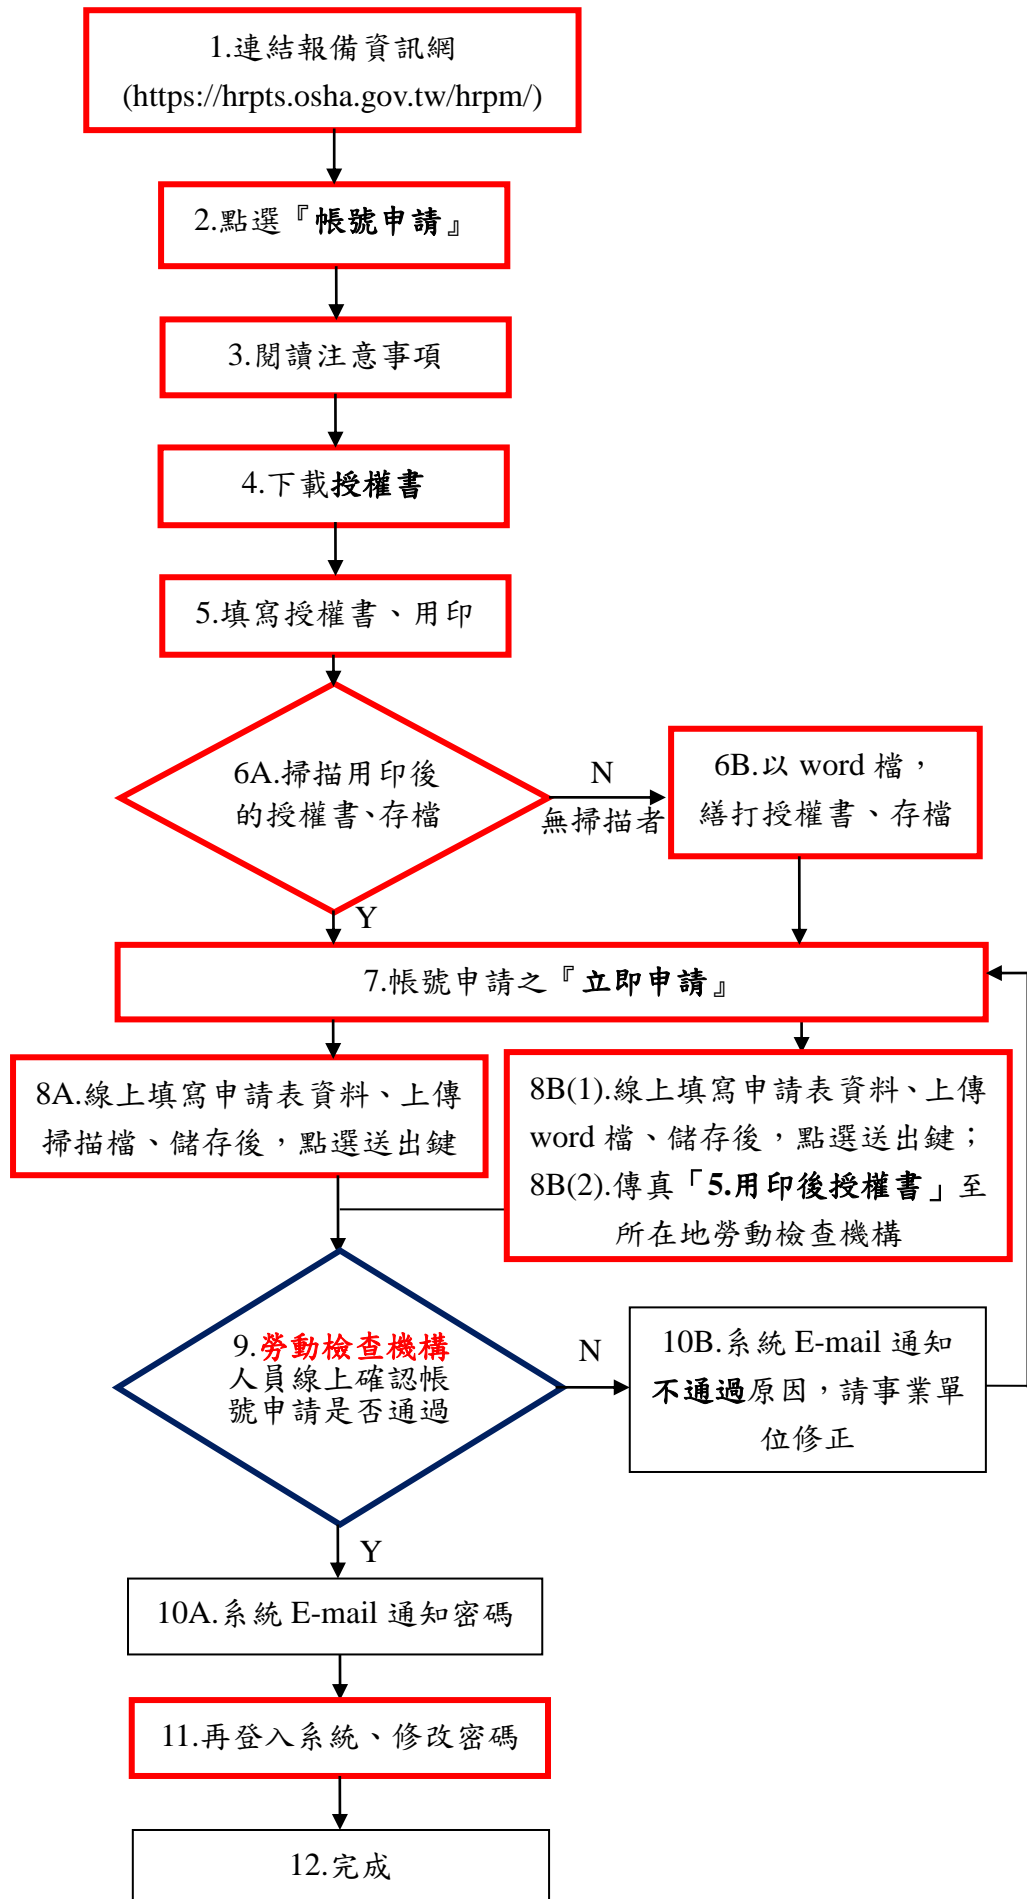 1.連結報備資訊網
(https://hrpts.osha.gov.tw/hrpm/)
2.點選『帳號申請』
3.閱讀注意事項
4.下載授權書
5.填寫授權書、用印
6A.掃描用印後
的授權書、存檔
N
無掃描者
6B.以 word 檔，
繕打授權書、存檔
Y
7.帳號申請之『立即申請』
8A.線上填寫申請表資料、上傳
掃描檔、儲存後，點選送出鍵
8B(1).線上填寫申請表資料、上傳
word 檔、儲存後，點選送出鍵；
8B(2).傳真「5.用印後授權書」至
所在地勞動檢查機構
9.勞動檢查機構
人員線上確認帳
號申請是否通過
N
10B.系統 E-mail 通知
不通過原因，請事業單
位修正
Y
10A.系統 E-mail 通知密碼
11.再登入系統、修改密碼
12.完成